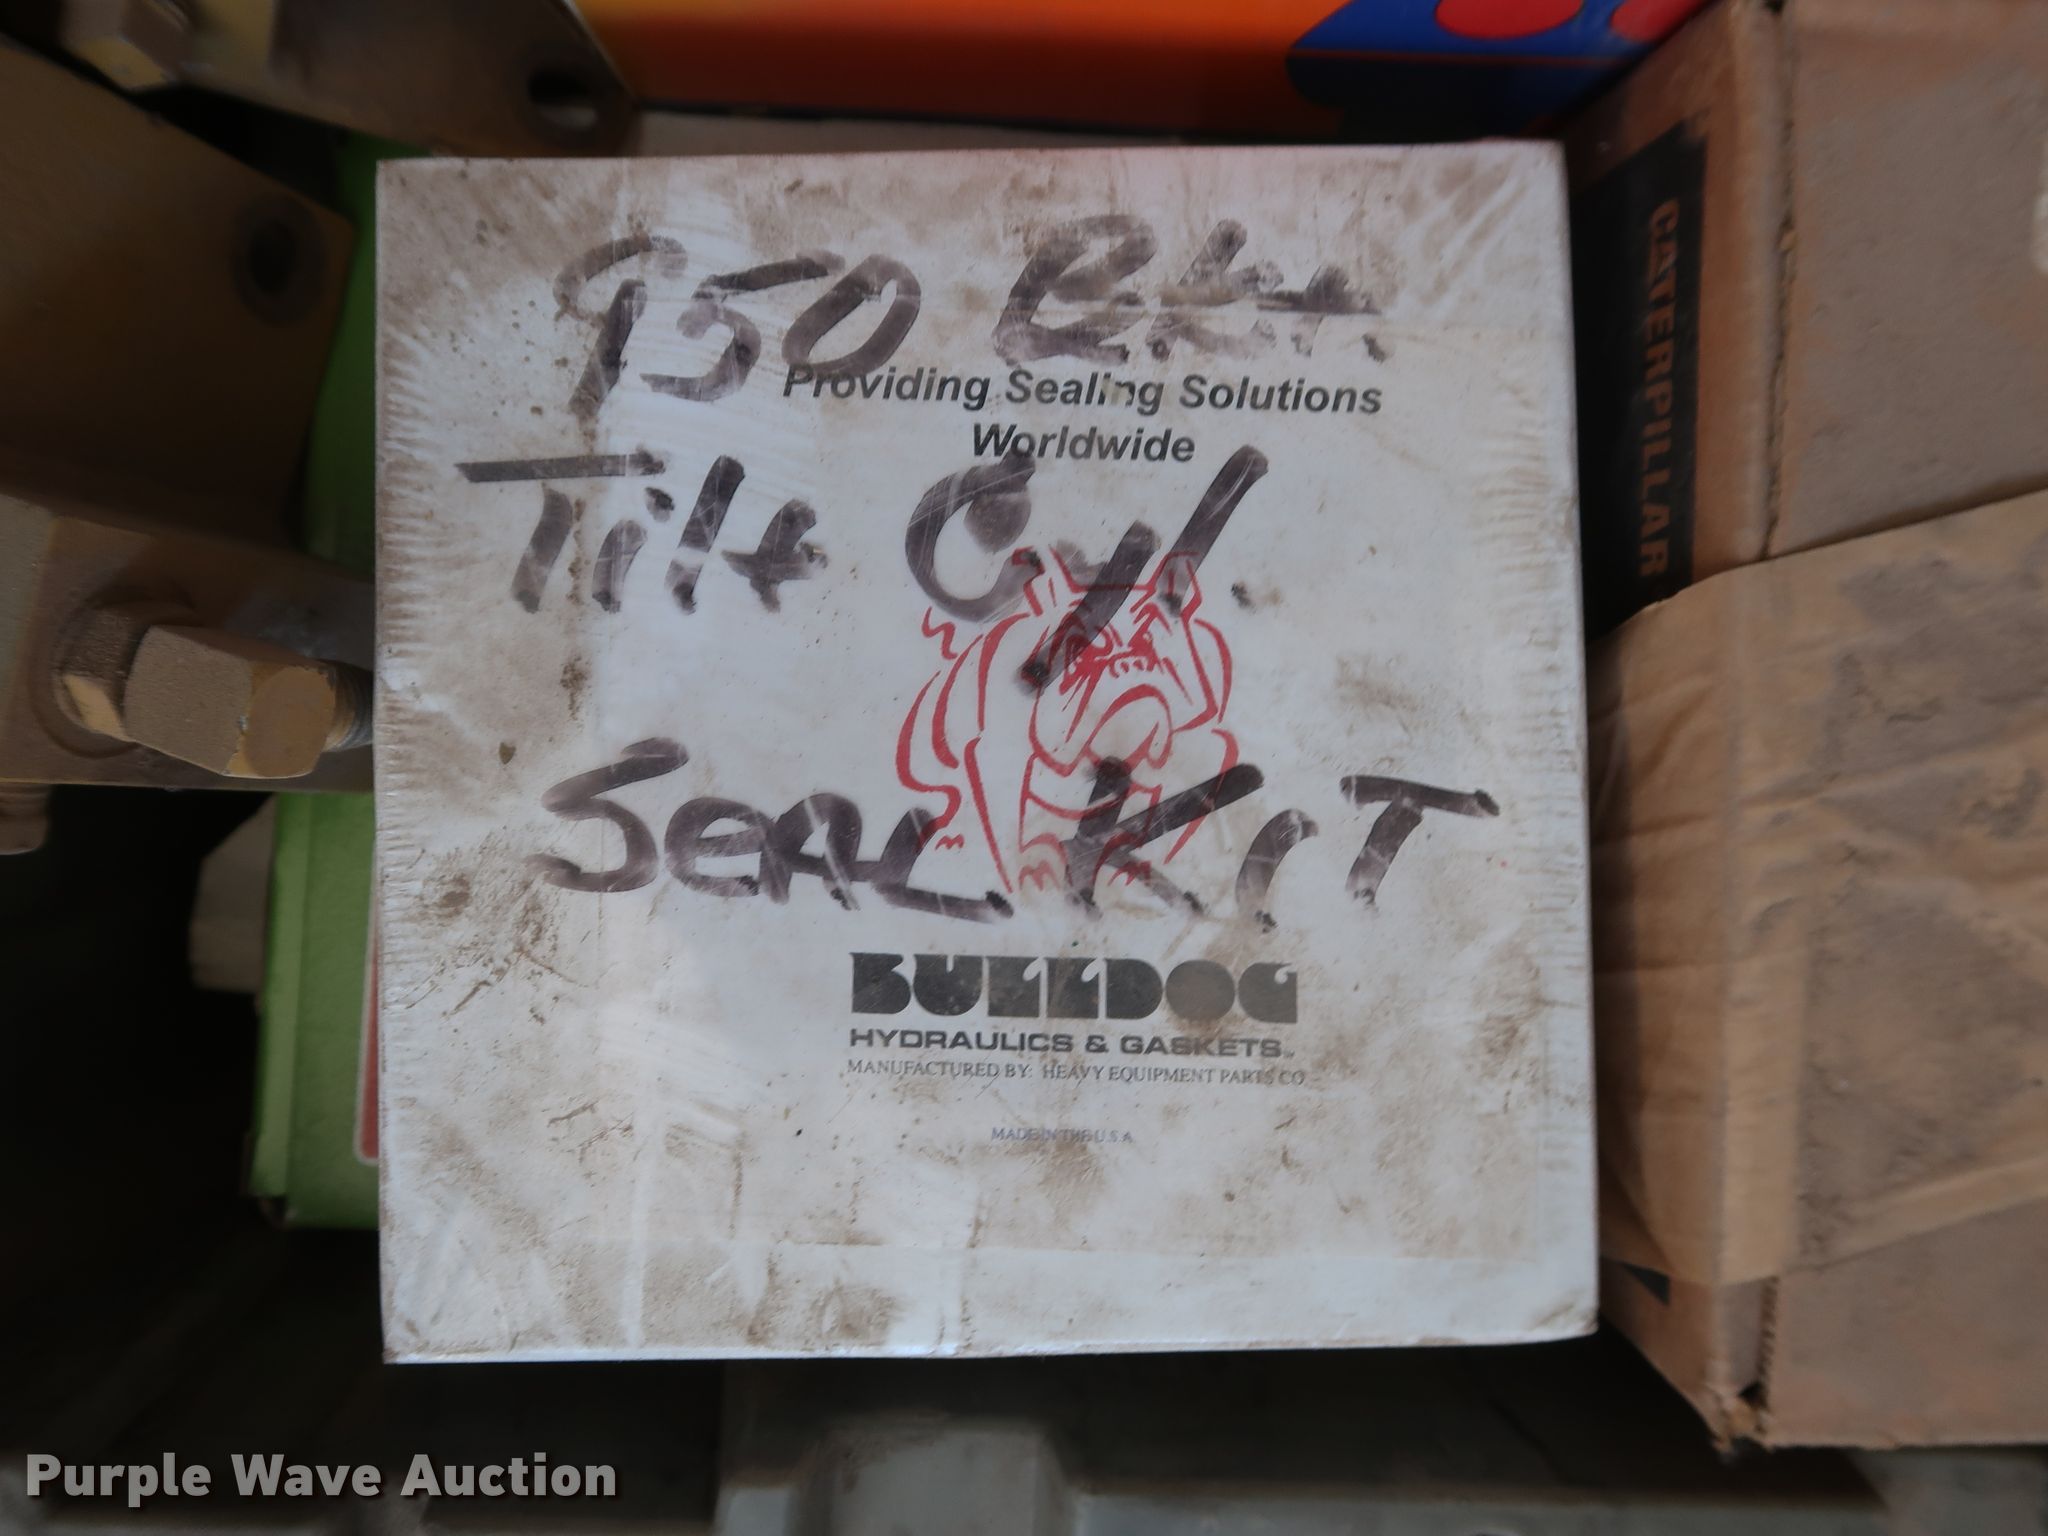 950 Bkt.
Providing Sealing Solutions
Worldwide
Tilt Cyl.
SEAL KIT
BULLDOG
HYDRAULICS & GASKETS
MANUFACTURED BY: HEAVY EQUIPMENT PARTS CO
MADE IN THE U.S.A
CATERPILLAR
Purple Wave Auction